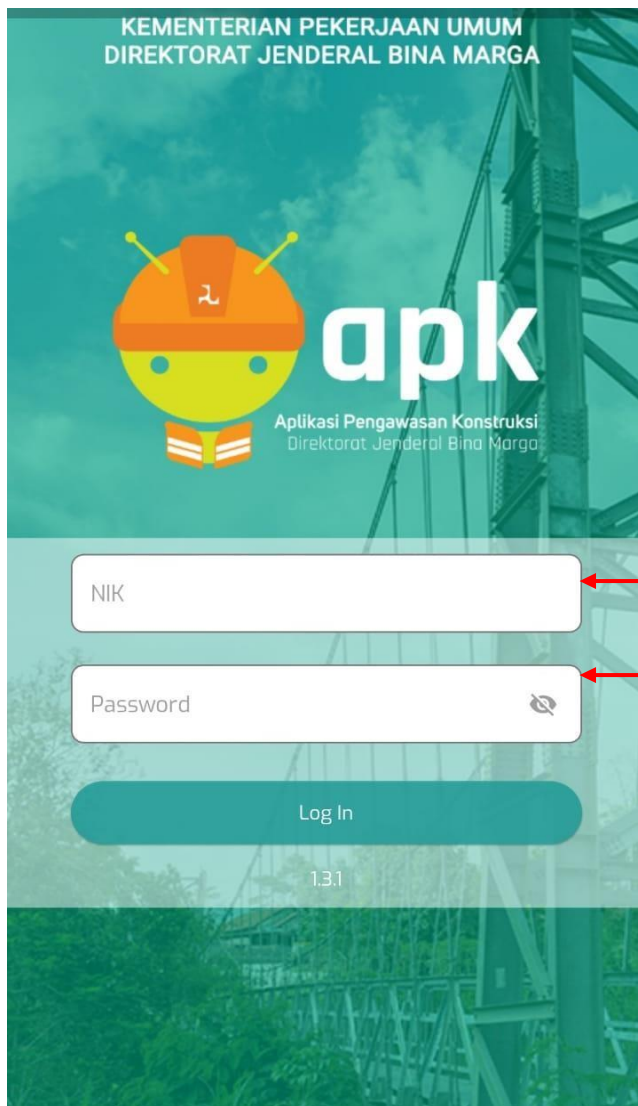 KEMENTERIAN PEKERJAAN UMUM
DIREKTORAT JENDERAL BINA MARGA
apk
Aplikasi Pengawasan Konstruksi
Direktorat Jenderal Bina Marga
NIK
Password
Log In
1.3.1